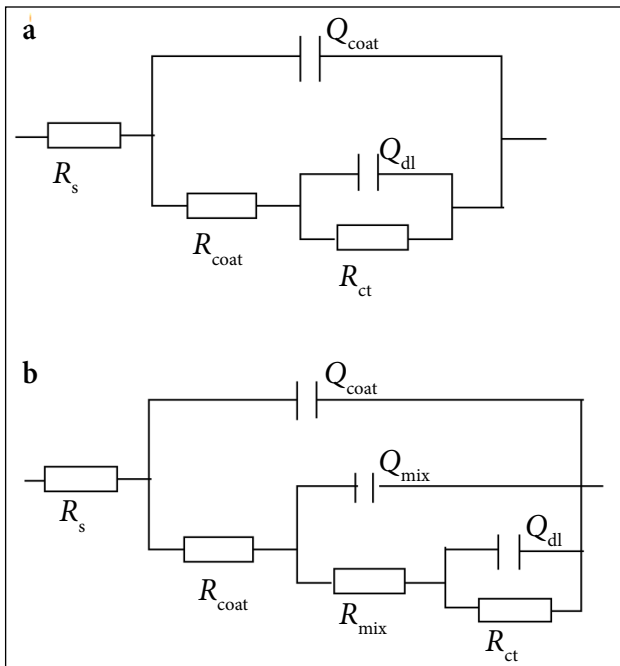 a
Q_coat
Q_dl
R_s
R_coat
R_ct
b
Q_coat
Q_mix
R_s
Q_dl
R_coat
R_mix
R_ct